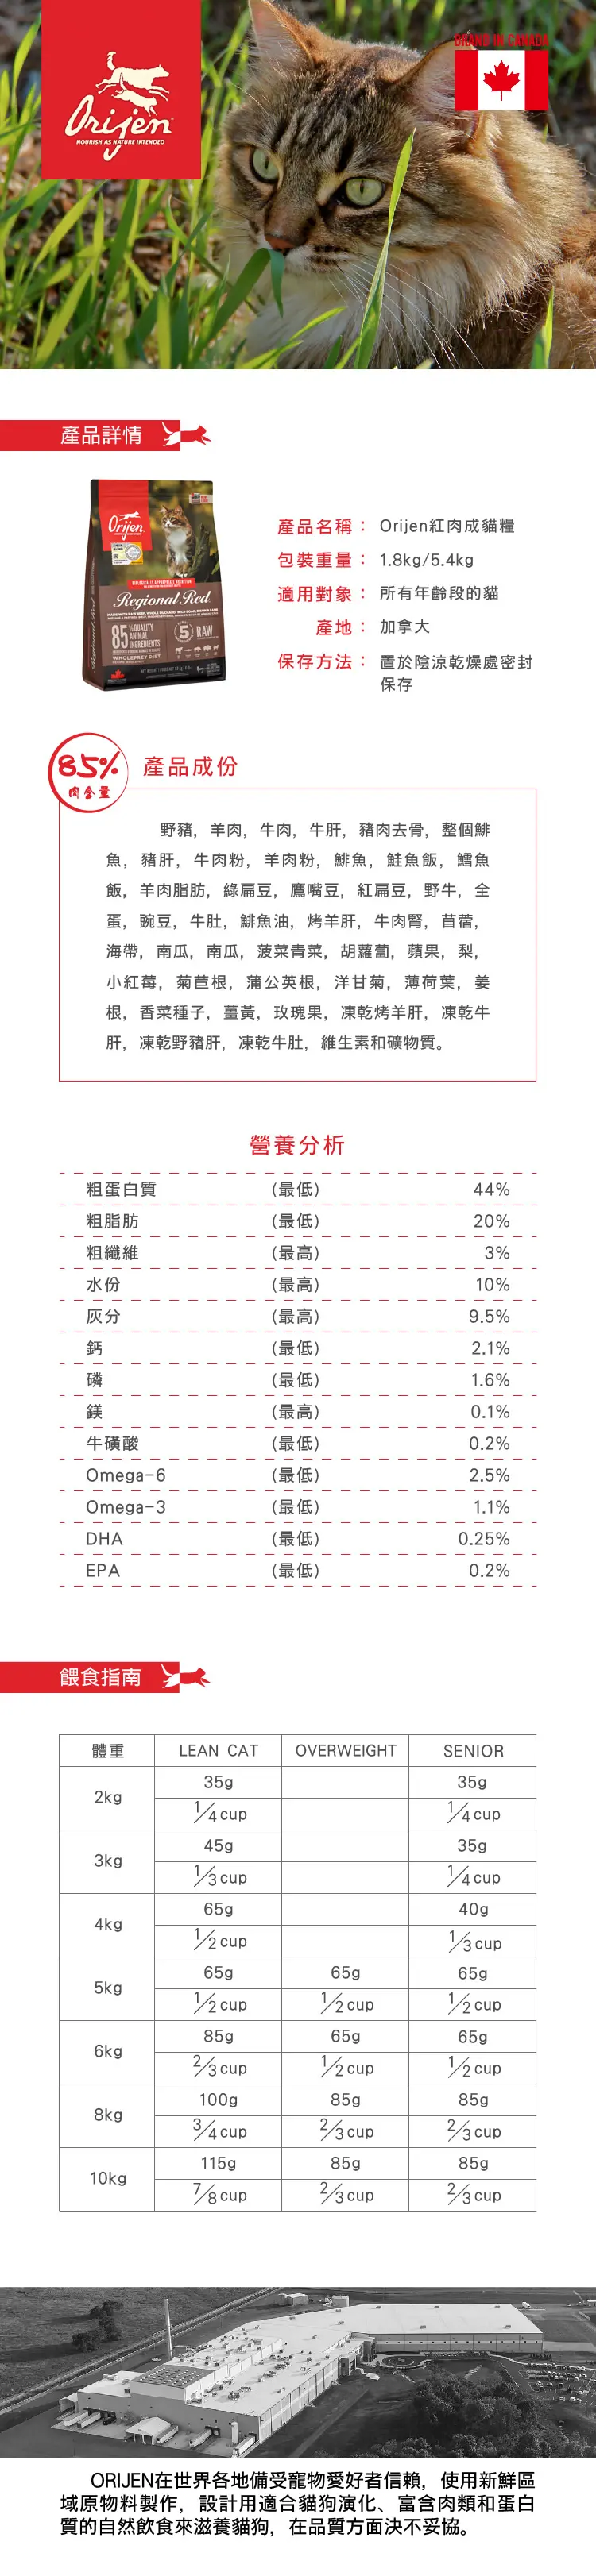 BRAND IN CANADA
Orijen
NOURISH AS NATURE INTENDED
產品詳情
Orijen
BIOLOGICALLY APPROPRIATE NUTRITION
Regional Red
85% QUALITY ANIMAL INGREDIENTS
5 RAW
WHOLEPREY DIET
產品名稱： Orijen紅肉成貓糧
包裝重量： 1.8kg/5.4kg
適用對象： 所有年齡段的貓
產地： 加拿大
保存方法： 置於陰涼乾燥處密封
保存
85%
肉含量
產品成份
野豬，羊肉，牛肉，牛肝，豬肉去骨，整個鯡
魚，豬肝，牛肉粉，羊肉粉，鯡魚，鮭魚飯，鱈魚
飯，羊肉脂肪，綠扁豆，鷹嘴豆，紅扁豆，野牛，全
蛋，豌豆，牛肚，鯡魚油，烤羊肝，牛肉腎，苜蓿，
海帶，南瓜，南瓜，菠菜青菜，胡蘿蔔，蘋果，梨，
小紅莓，菊苣根，蒲公英根，洋甘菊，薄荷葉，姜
根，香菜種子，薑黃，玫瑰果，凍乾烤羊肝，凍乾牛
肝，凍乾野豬肝，凍乾牛肚，維生素和礦物質。
營養分析
粗蛋白質 (最低) 44%
粗脂肪 (最低) 20%
粗纖維 (最高) 3%
水份 (最高) 10%
灰分 (最高) 9.5%
鈣 (最低) 2.1%
磷 (最低) 1.6%
鎂 (最高) 0.1%
牛磺酸 (最低) 0.2%
Omega-6 (最低) 2.5%
Omega-3 (最低) 1.1%
DHA (最低) 0.25%
EPA (最低) 0.2%
餵食指南
體重 LEAN CAT OVERWEIGHT SENIOR
2kg 35g 35g
1/4 cup 1/4 cup
3kg 45g 35g
1/3 cup 1/4 cup
4kg 65g 40g
1/2 cup 1/3 cup
5kg 65g 65g 65g
1/2 cup 1/2 cup 1/2 cup
6kg 85g 65g 65g
2/3 cup 1/2 cup 1/2 cup
8kg 100g 85g 85g
3/4 cup 2/3 cup 2/3 cup
10kg 115g 85g 85g
7/8 cup 2/3 cup 2/3 cup
ORIJEN在世界各地備受寵物愛好者信賴，使用新鮮區
域原物料製作，設計用適合貓狗演化、富含肉類和蛋白
質的自然飲食來滋養貓狗，在品質方面決不妥協。